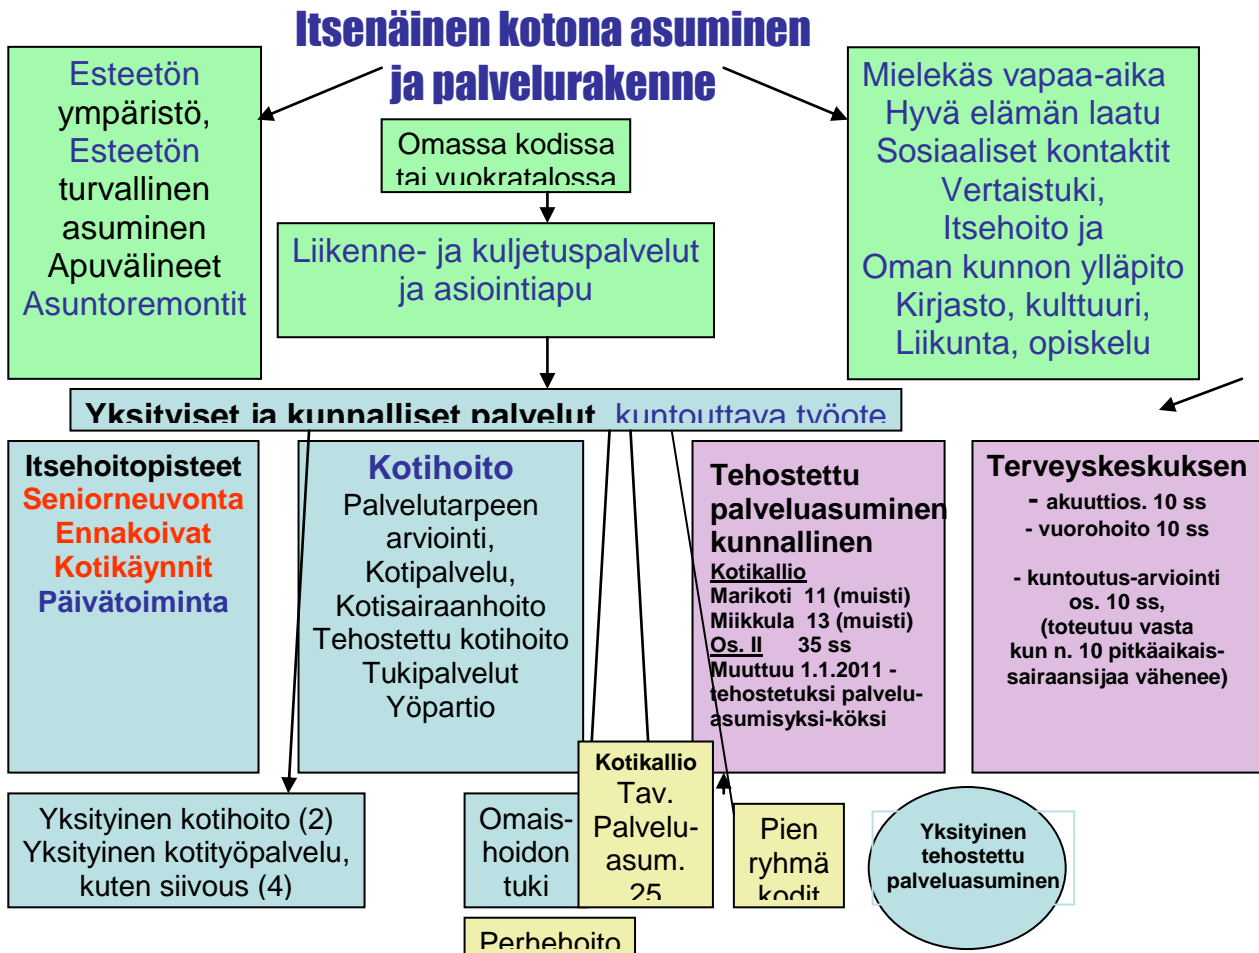 Itsenäinen kotona asuminen
ja palvelurakenne
Esteetön
ympäristö,
Esteetön
turvallinen
asuminen
Apuvälineet
Asuntoremontit
Omassa kodissa
tai vuokratalossa
Liikenne- ja kuljetuspalvelut
ja asiointiapu
Mielekäs vapaa-aika
Hyvä elämän laatu
Sosiaaliset kontaktit
Vertaistuki,
Itsehoito ja
Oman kunnon ylläpito
Kirjasto, kulttuuri,
Liikunta, opiskelu
Yksityiset ja kunnalliset palvelut kuntouttava työote
Itsehoitopisteet
Seniorneuvonta
Ennakoivat
Kotikäynnit
Päivätoiminta
Kotihoito
Palvelutarpeen
arviointi,
Kotipalvelu,
Kotisairaanhoito
Tehostettu kotihoito
Tukipalvelut
Yöpartio
Tehostettu
palveluasuminen
kunnallinen
Kotikallio
Marikoti 11 (muisti)
Miikkula 13 (muisti)
Os. II 35 ss
Muuttuu 1.1.2011 -
tehostetuksi palvelu-
asumisyksi-köksi
Terveyskeskuksen
- akuuttios. 10 ss
- vuorohoito 10 ss
- kuntoutus-arviointi
os. 10 ss,
(toteutuu vasta
kun n. 10 pitkäaikais-
sairaansijaa vähenee)
Yksityinen kotihoito (2)
Yksityinen kotityöpalvelu,
kuten siivous (4)
Omais-
hoidon
tuki
Kotikallio
Tav.
Palvelu-
asum.
25
Pien
ryhmä
kodit
Yksityinen
tehostettu
palveluasuminen
Perhehoito